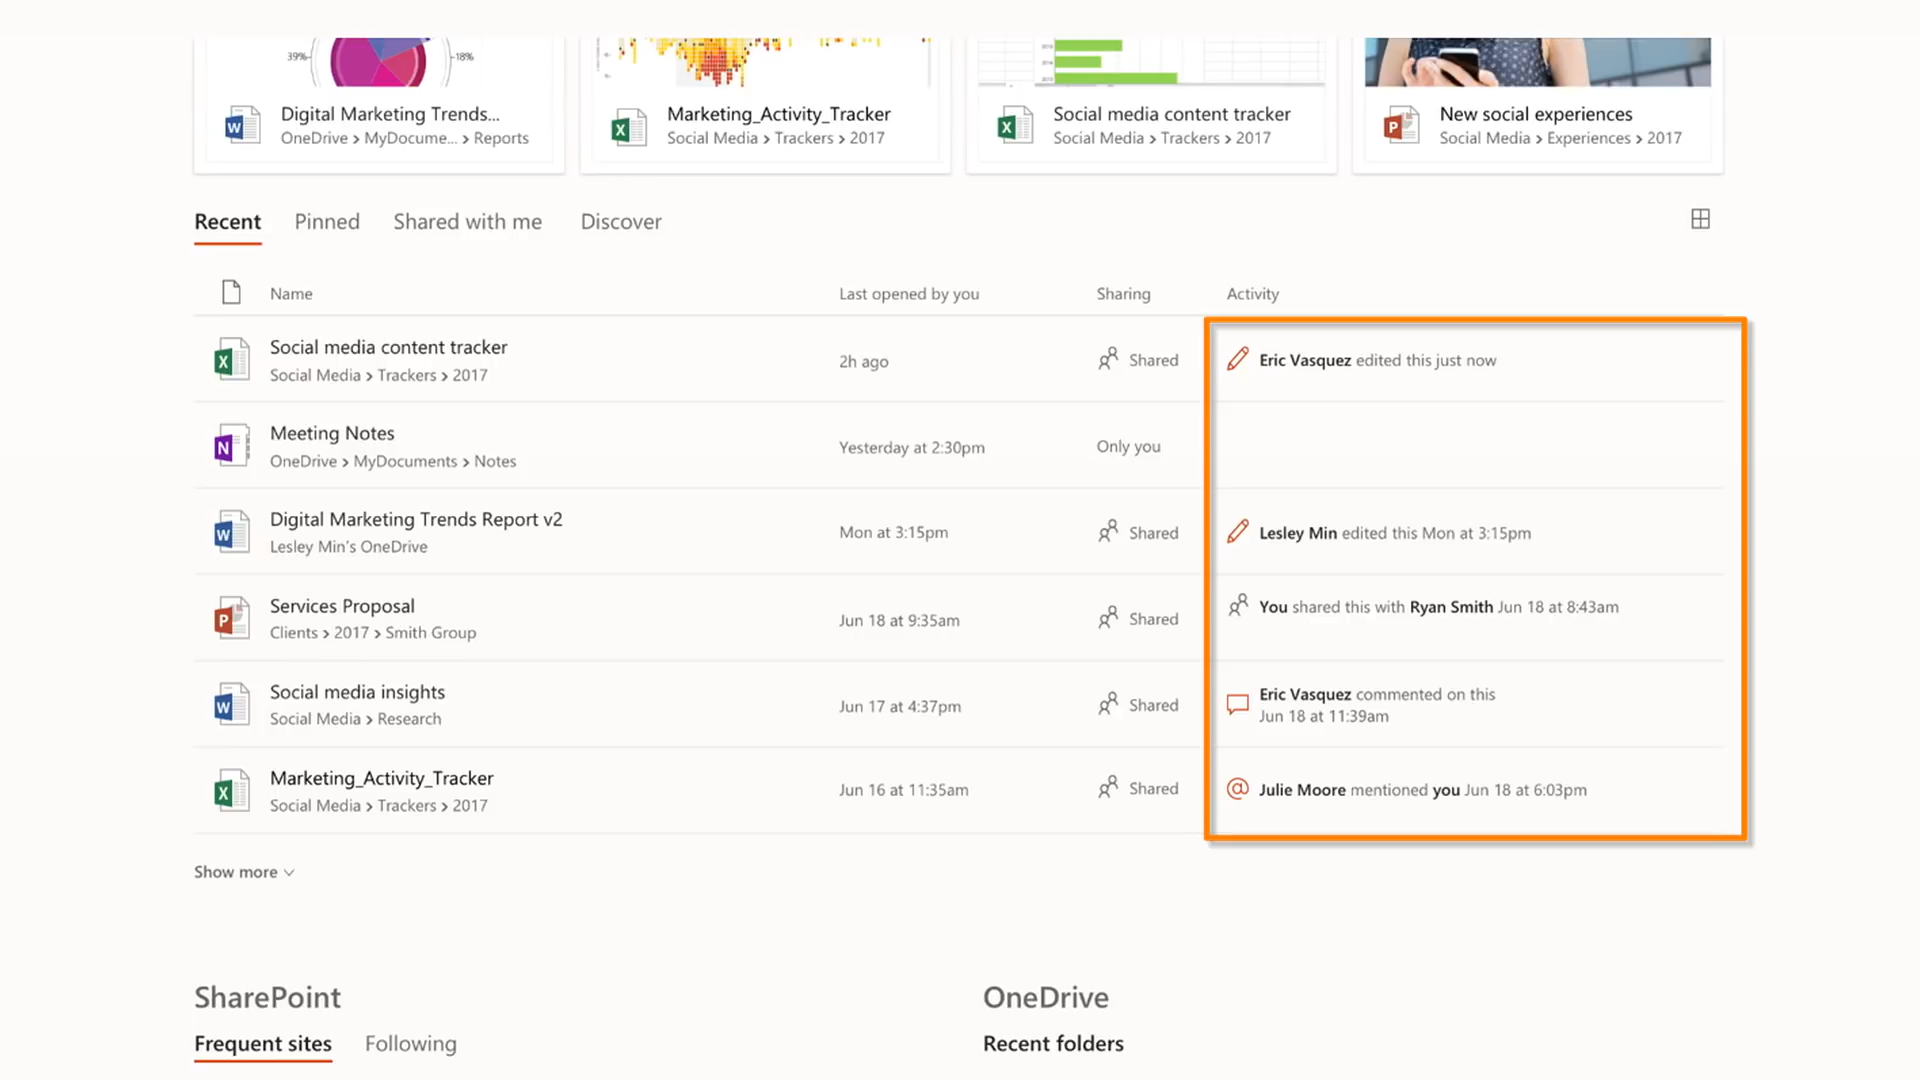 39%
18%
Digital Marketing Trends...
OneDrive > MyDocume... > Reports
Marketing_Activity_Tracker
Social Media > Trackers > 2017
Social media content tracker
Social Media > Trackers > 2017
New social experiences
Social Media > Experiences > 2017
Recent Pinned Shared with me Discover
Name Last opened by you Sharing Activity
Social media content tracker
Social Media > Trackers > 2017
2h ago
Shared
Eric Vasquez edited this just now
Meeting Notes
OneDrive > MyDocuments > Notes
Yesterday at 2:30pm
Only you
Digital Marketing Trends Report v2
Lesley Min's OneDrive
Mon at 3:15pm
Shared
Lesley Min edited this Mon at 3:15pm
Services Proposal
Clients > 2017 > Smith Group
Jun 18 at 9:35am
Shared
You shared this with Ryan Smith Jun 18 at 8:43am
Social media insights
Social Media > Research
Jun 17 at 4:37pm
Shared
Eric Vasquez commented on this
Jun 18 at 11:39am
Marketing_Activity_Tracker
Social Media > Trackers > 2017
Jun 16 at 11:35am
Shared
@ Julie Moore mentioned you Jun 18 at 6:03pm
Show more
SharePoint
Frequent sites Following
OneDrive
Recent folders